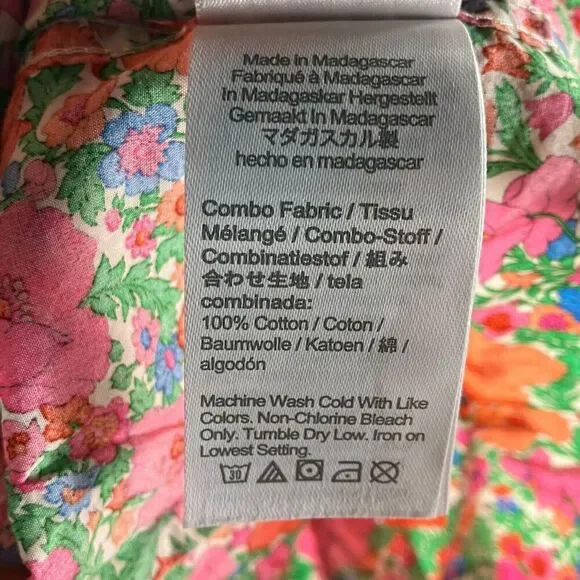 Made in Madagascar
Fabriqué à Madagascar
In Madagaskar Hergestellt
Gemaakt In Madagascar
マダガスカル製
hecho en madagascar
Combo Fabric / Tissu
Mélangé / Combo-Stoff /
Combinatiestof / 組み
合わせ生地 / tela
combinada:
100% Cotton / Coton /
Baumwolle / Katoen / 綿 /
algodón
Machine Wash Cold With Like
Colors. Non-Chlorine Bleach
Only. Tumble Dry Low. Iron on
Lowest Setting.
30